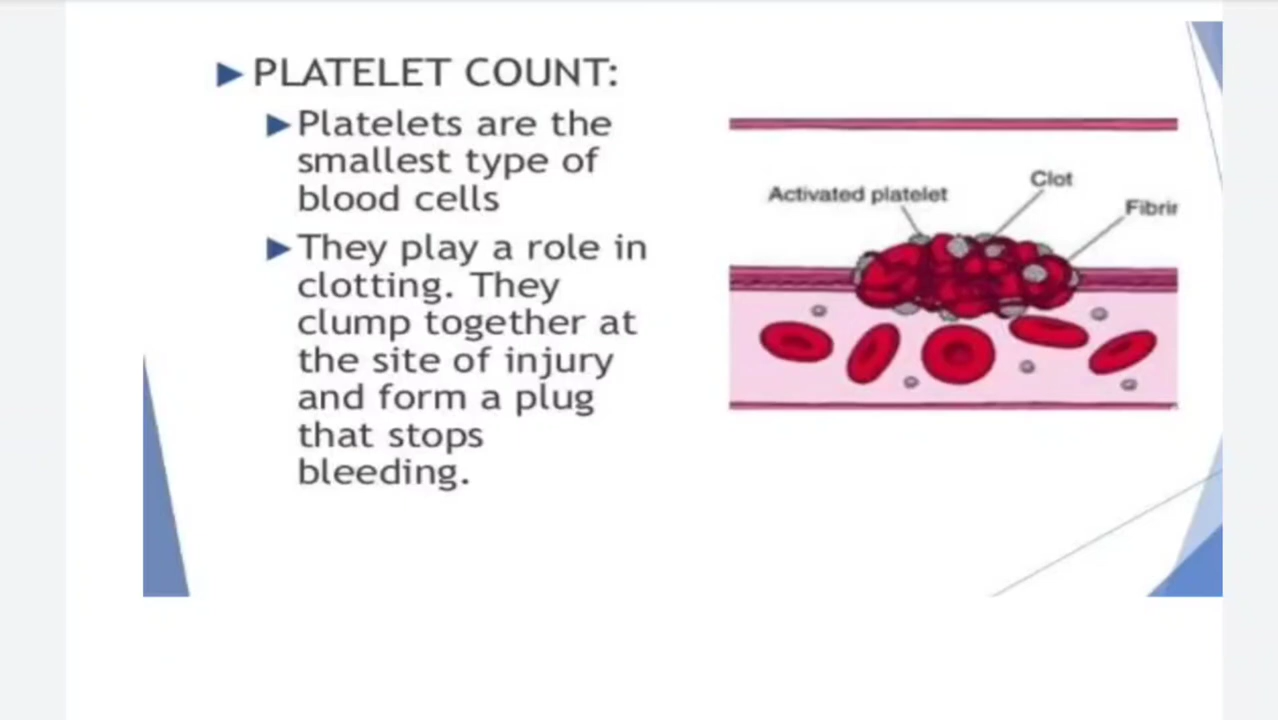 PLATELET COUNT:
Platelets are the
smallest type of
blood cells
They play a role in
clotting. They
clump together at
the site of injury
and form a plug
that stops
bleeding.
Activated platelet
Clot
Fibrin